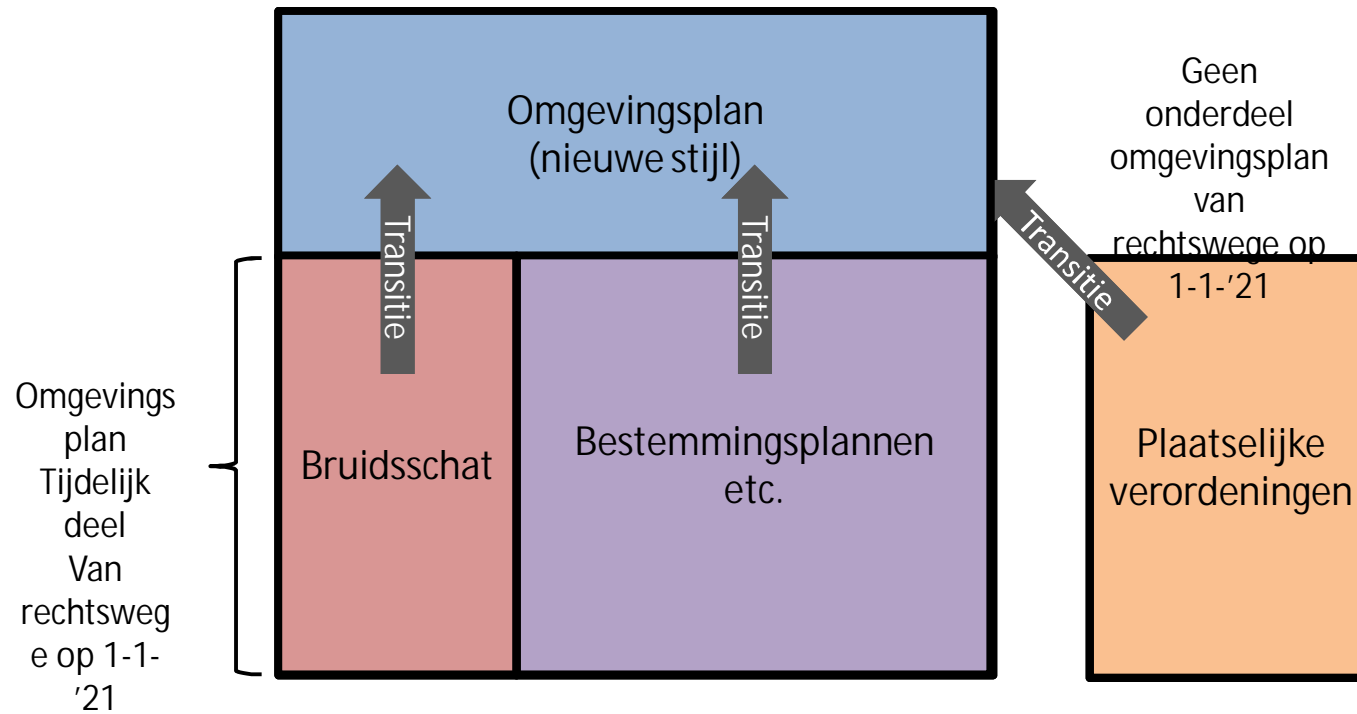 Omgevingsplan
(nieuwe stijl)
Geen
onderdeel
omgevingsplan
van
rechtswege op
1-1-'21
Transitie
Transitie
Transitie
Omgevings
plan
Tijdelijk
deel
Van
rechtsweg
e op 1-1-
'21
Bruidsschat
Bestemmingsplannen
etc.
Plaatselijke
verordeningen